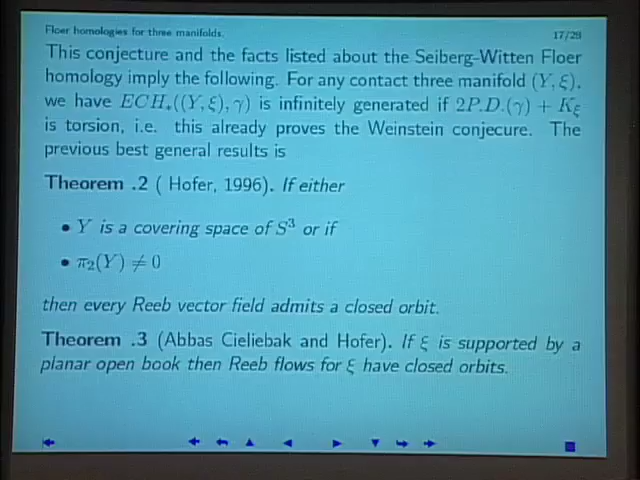 Floer homologies for three manifolds.
17/29
This conjecture and the facts listed about the Seiberg-Witten Floer
homology imply the following. For any contact three manifold (Y, ξ),
we have ECH*((Y, ξ), γ) is infinitely generated if 2P.D.(γ) + Kξ
is torsion, i.e. this already proves the Weinstein conjecure. The
previous best general results is
Theorem .2 ( Hofer, 1996). If either
• Y is a covering space of S³ or if
• π₂(Y) ≠ 0
then every Reeb vector field admits a closed orbit.
Theorem .3 (Abbas Cieliebak and Hofer). If ξ is supported by a
planar open book then Reeb flows for ξ have closed orbits.